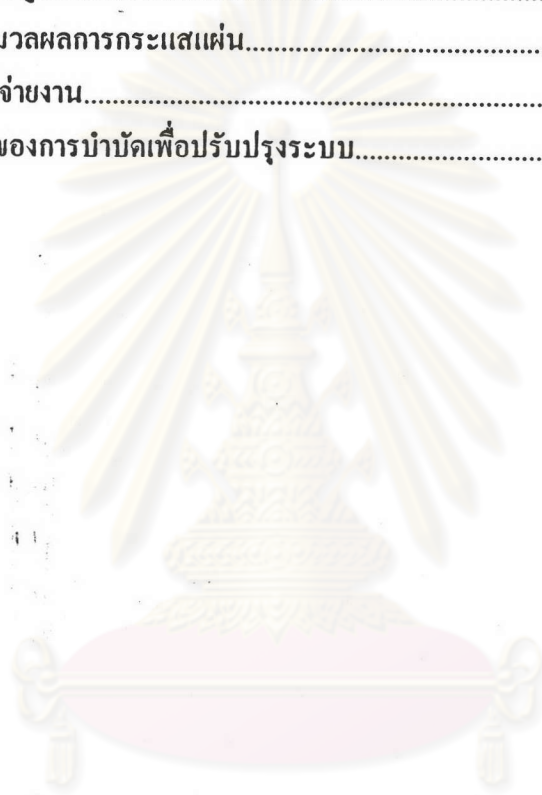 มวลผลการกระแสแผ่น........................................
จ่ายงาน............................................................
ของการบำบัดเพื่อปรับปรุงระบบ.........................